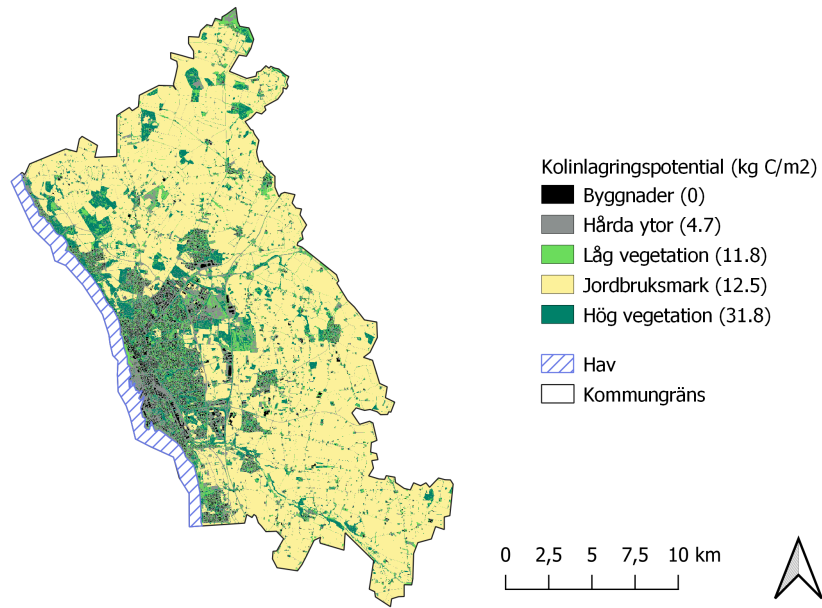 Kolinlagringspotential (kg C/m2)
Byggnader (0)
Hårda ytor (4.7)
Låg vegetation (11.8)
Jordbruksmark (12.5)
Hög vegetation (31.8)
Hav
Kommungräns
0 2,5 5 7,5 10 km